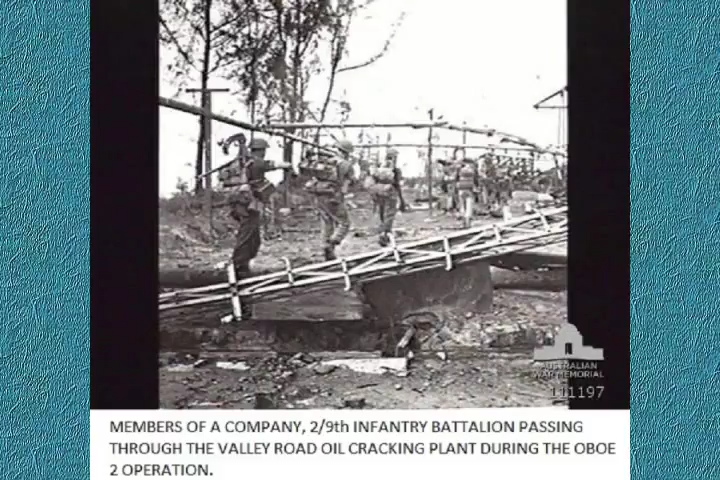 AUSTRALIAN
WAR MEMORIAL
111197
MEMBERS OF A COMPANY, 2/9th INFANTRY BATTALION PASSING
THROUGH THE VALLEY ROAD OIL CRACKING PLANT DURING THE OBOE
2 OPERATION.